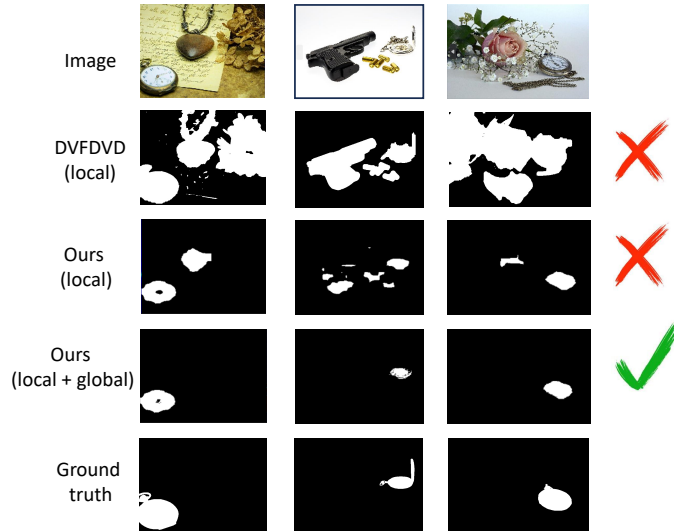 Image
DVFDVD
(local)
Ours
(local)
Ours
(local + global)
Ground
truth